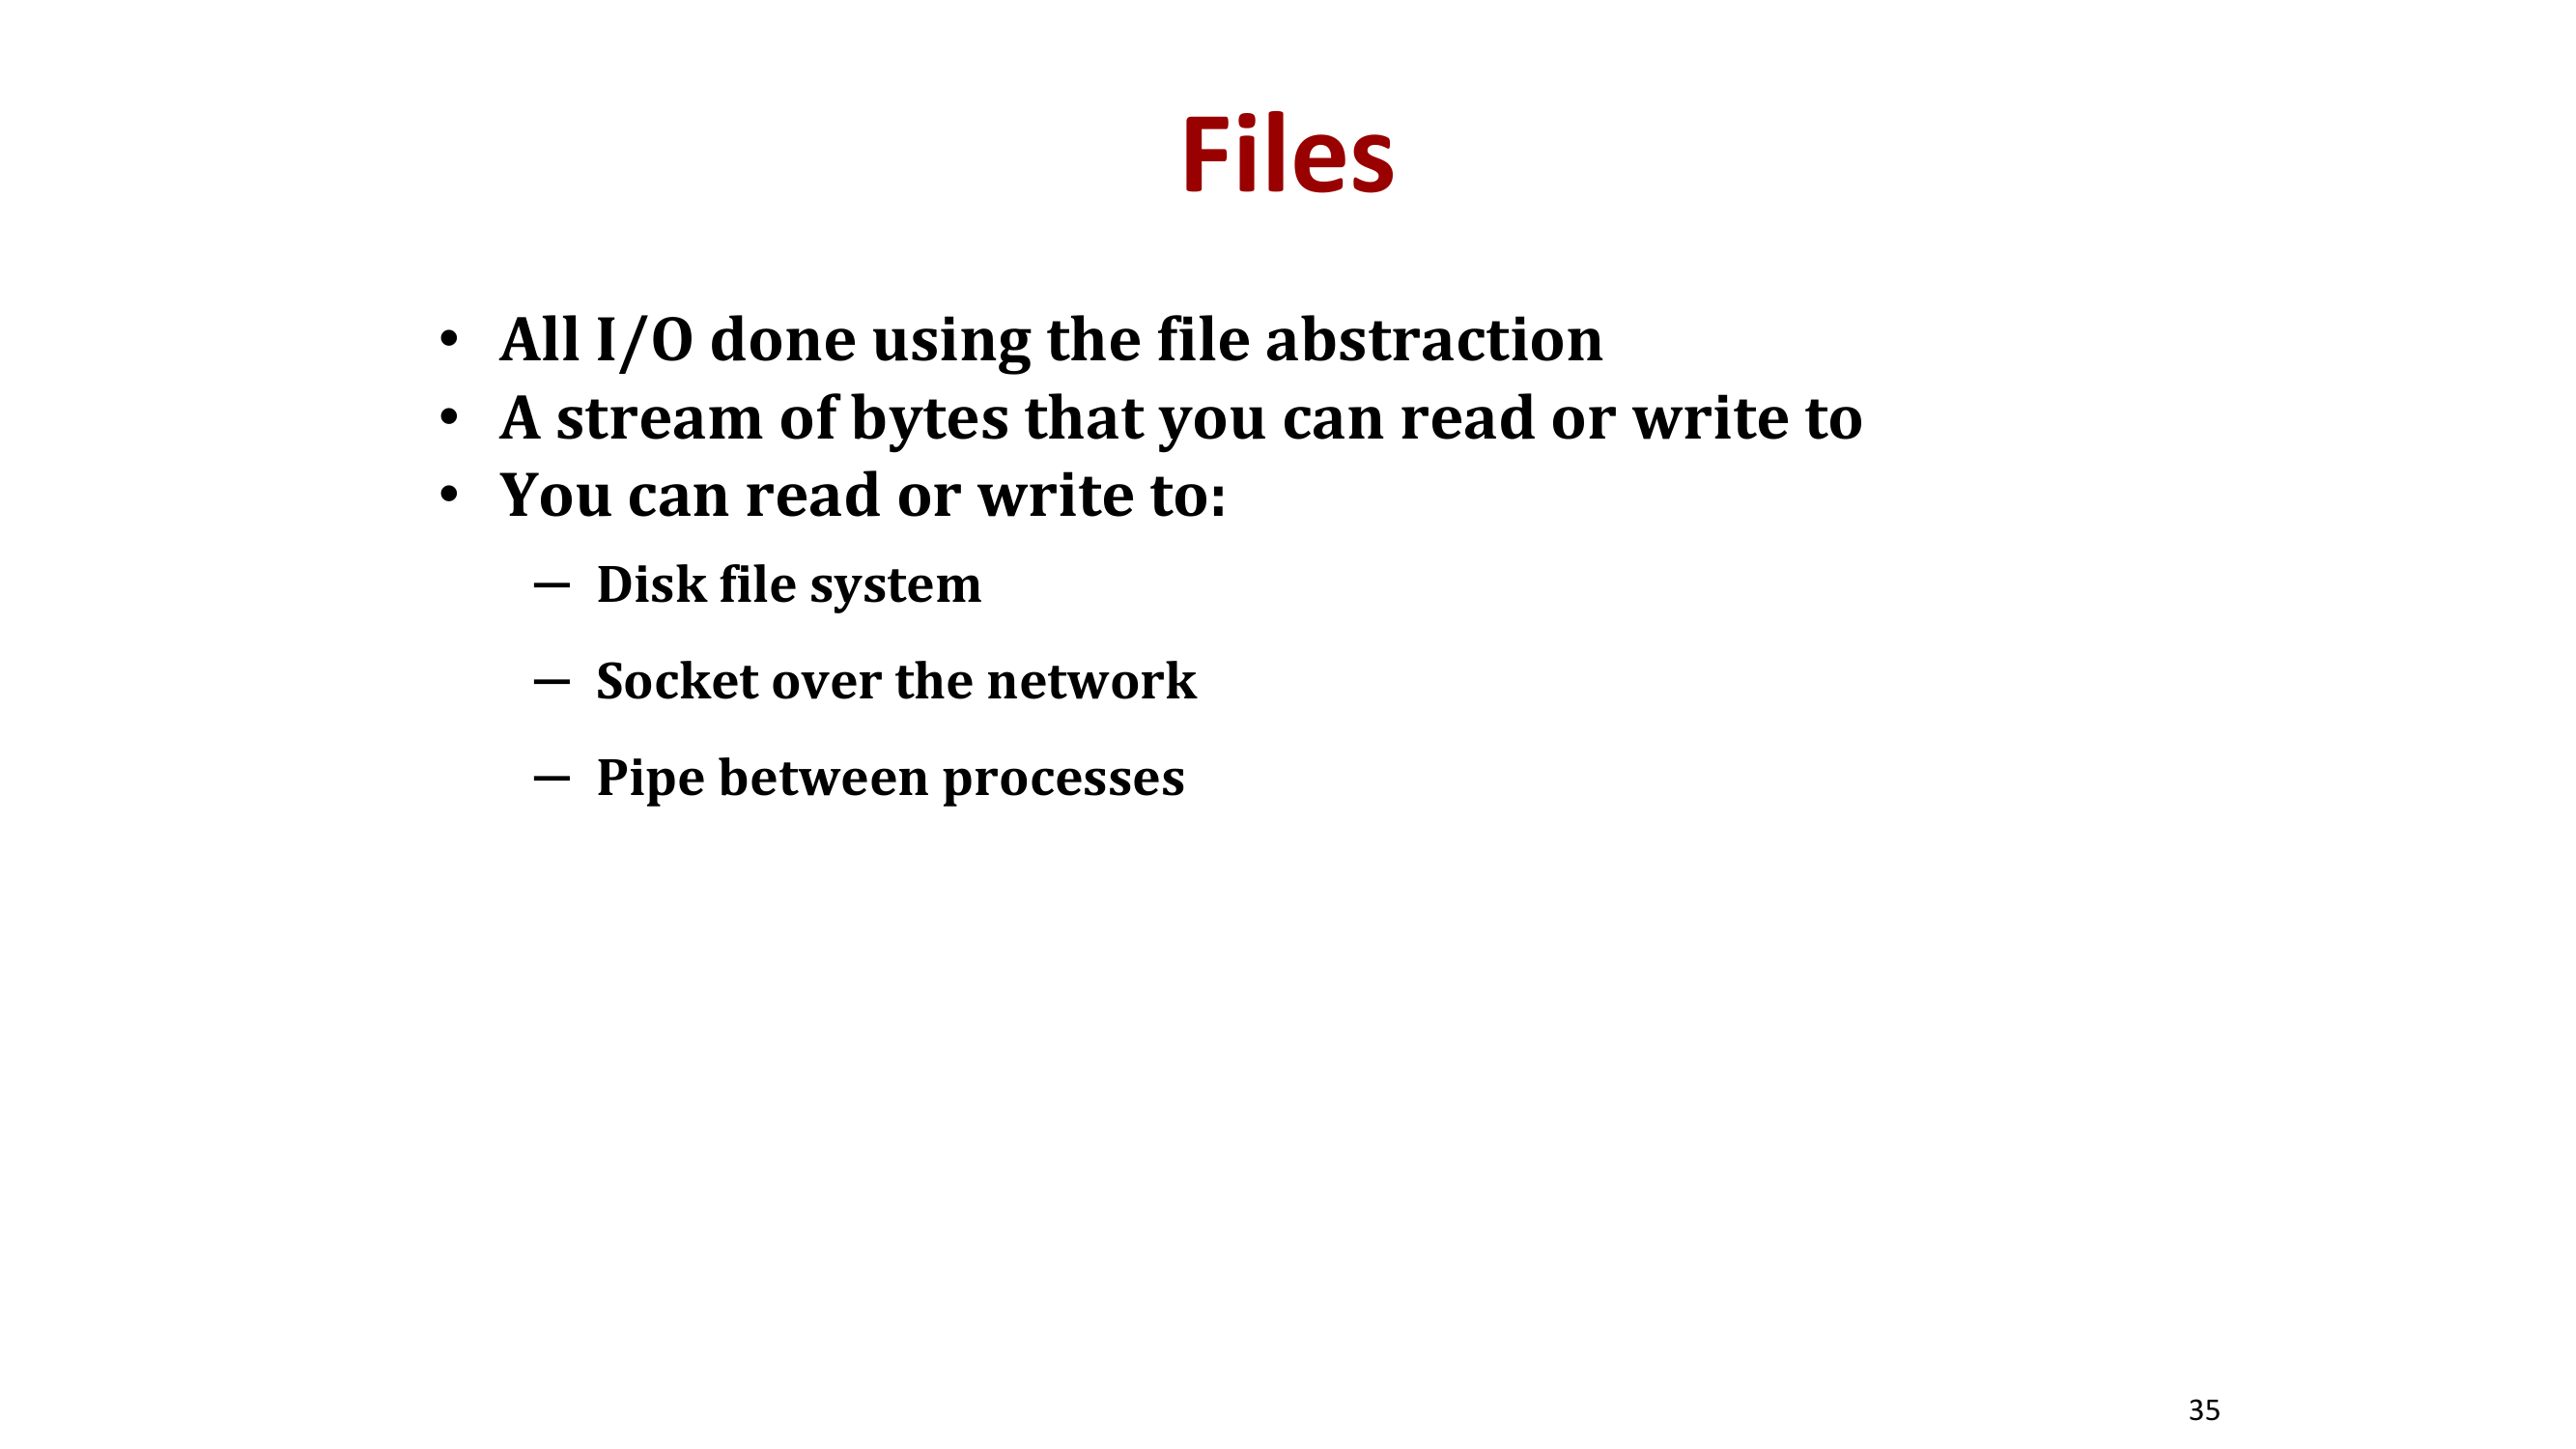 Files
• All I/O done using the file abstraction
• A stream of bytes that you can read or write to
• You can read or write to:
— Disk file system
— Socket over the network
— Pipe between processes
35